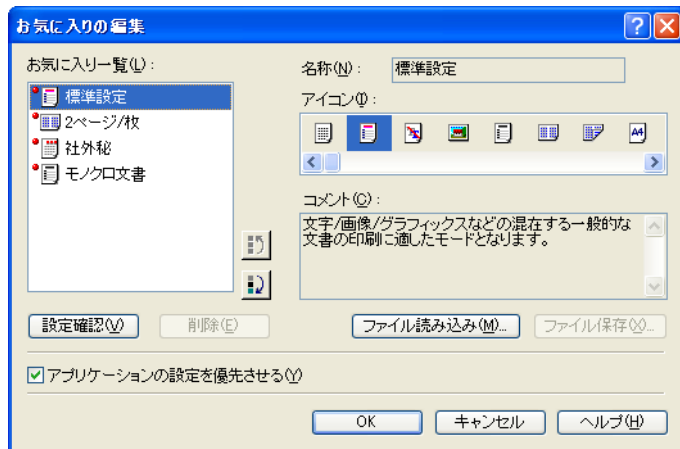 お気に入りの編集
お気に入り一覧(L):
標準設定
2ページ/枚
社外秘
モノクロ文書
名称(N):
標準設定
アイコン(I):
A4
コメント(C):
文字/画像/グラフィックスなどの混在する一般的な
文書の印刷に適したモードとなります。
設定確認(V)
削除(E)
ファイル読み込み(M)...
ファイル保存(X)...
アプリケーションの設定を優先させる(Y)
OK
キャンセル
ヘルプ(H)